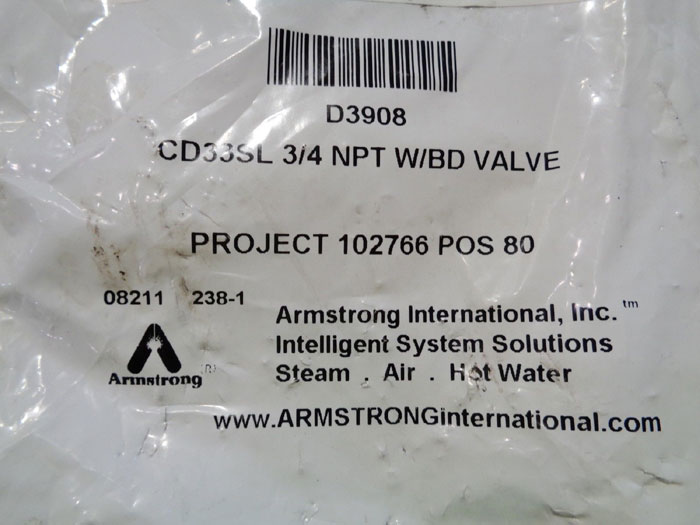 D3908
CD33SL 3/4 NPT W/BD VALVE
PROJECT 102766 POS 80
08211 238-1
Armstrong International, Inc.™
Intelligent System Solutions
Steam . Air . Hot Water
Armstrong ®
www.ARMSTRONGinternational.com